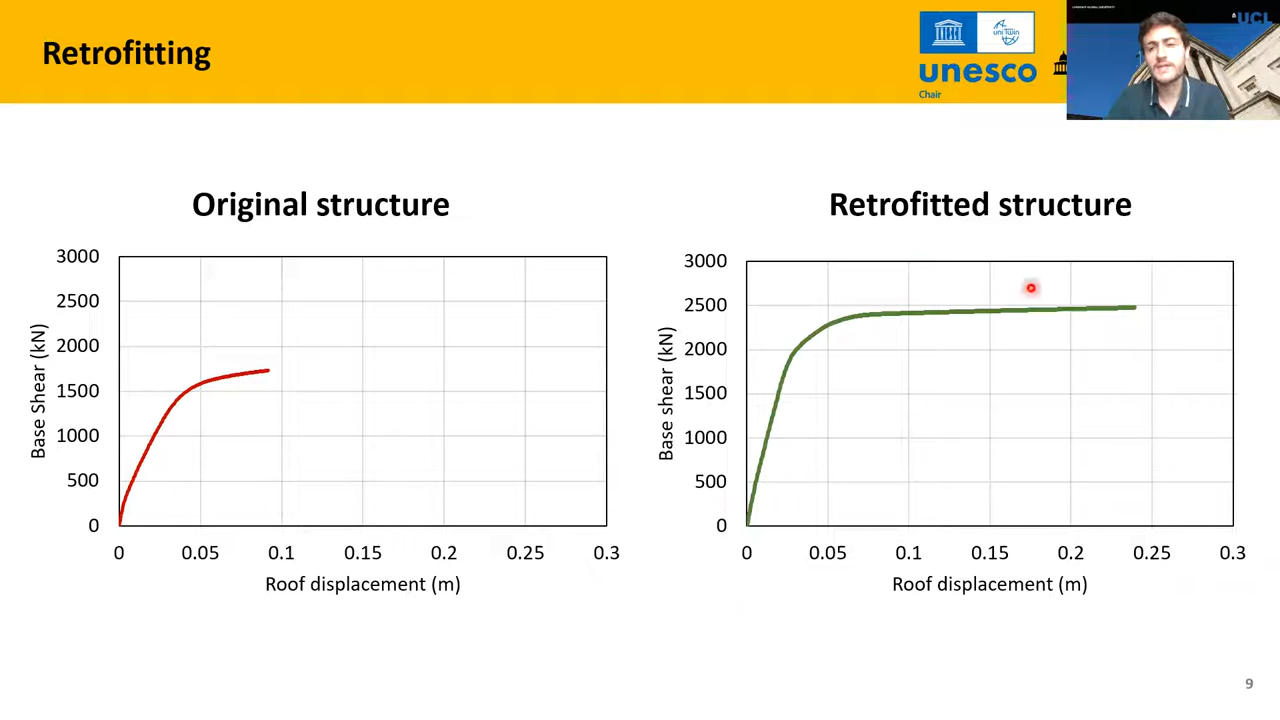 Retrofitting
UNI TWIN
unesco
Chair
UCL
Original structure
3000
2500
2000
1500
1000
500
0
Base Shear (kN)
0 0.05 0.1 0.15 0.2 0.25 0.3
Roof displacement (m)
Retrofitted structure
3000
2500
2000
1500
1000
500
0
Base shear (kN)
0 0.05 0.1 0.15 0.2 0.25 0.3
Roof displacement (m)
9